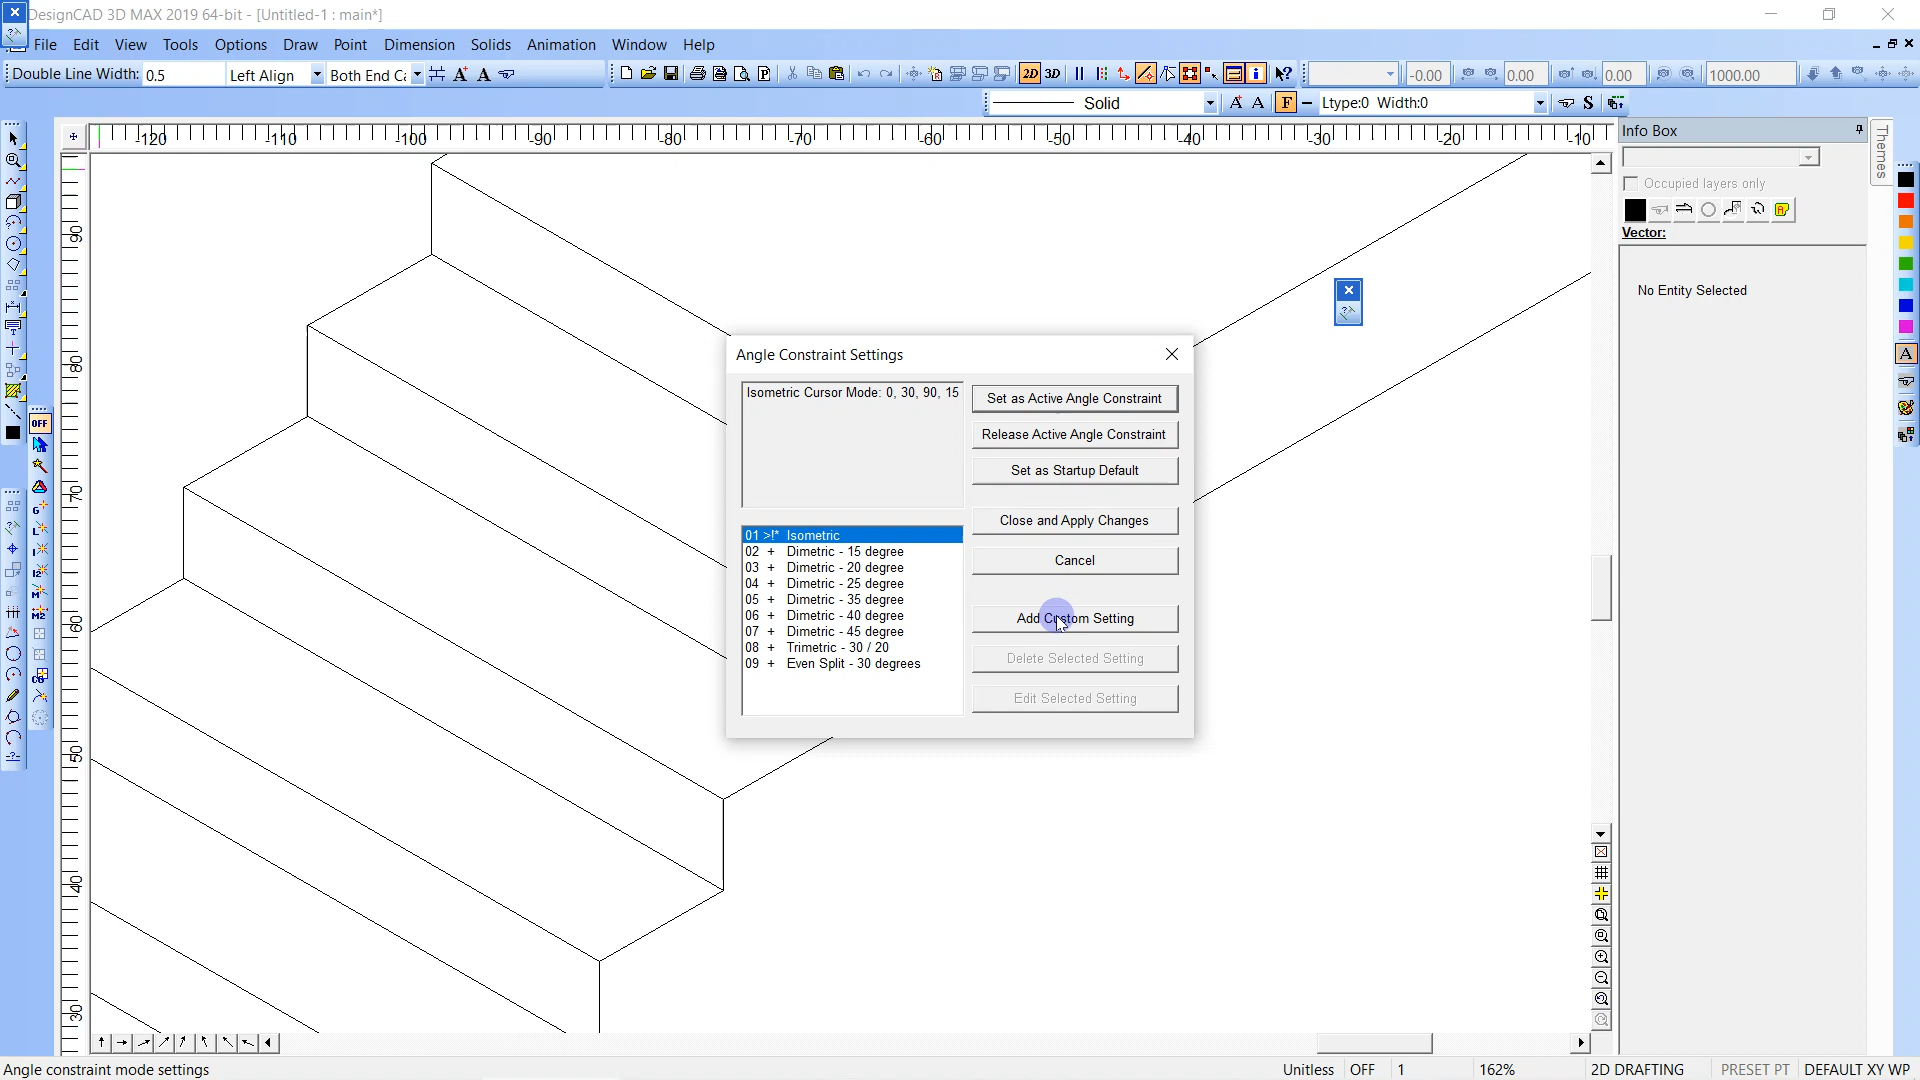 DesignCAD 3D MAX 2019 64-bit - [Untitled-1 : main*]
File Edit View Tools Options Draw Point Dimension Solids Animation Window Help
Double Line Width: 0.5 Left Align Both End Ca 2D 3D -0.00 0.00 0.00 1000.00
Solid F Ltype:0 Width:0 S
-120 -110 -100 -90 -80 -70 -60 -50 -40 -30 -20 -10
Info Box
Themes
Occupied layers only
Vector:
No Entity Selected
90
80
70
60
50
40
30
OFF
Angle Constraint Settings
Isometric Cursor Mode: 0, 30, 90, 15
Set as Active Angle Constraint
Release Active Angle Constraint
Set as Startup Default
Close and Apply Changes
Cancel
Add Custom Setting
Delete Selected Setting
Edit Selected Setting
01 >!* Isometric
02 + Dimetric - 15 degree
03 + Dimetric - 20 degree
04 + Dimetric - 25 degree
05 + Dimetric - 35 degree
06 + Dimetric - 40 degree
07 + Dimetric - 45 degree
08 + Trimetric - 30 / 20
09 + Even Split - 30 degrees
Angle constraint mode settings
Unitless OFF 1 162% 2D DRAFTING PRESET PT DEFAULT XY WP